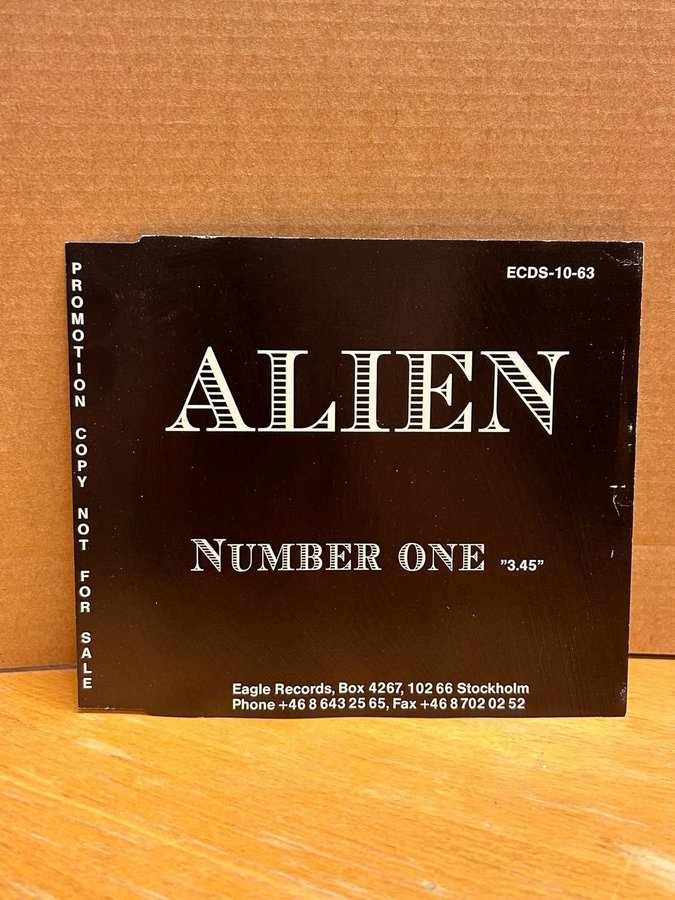 PROMOTION COPY NOT FOR SALE
ECDS-10-63
ALIEN
NUMBER ONE ”3.45”
Eagle Records, Box 4267, 102 66 Stockholm
Phone +46 8 643 25 65, Fax +46 8 702 02 52